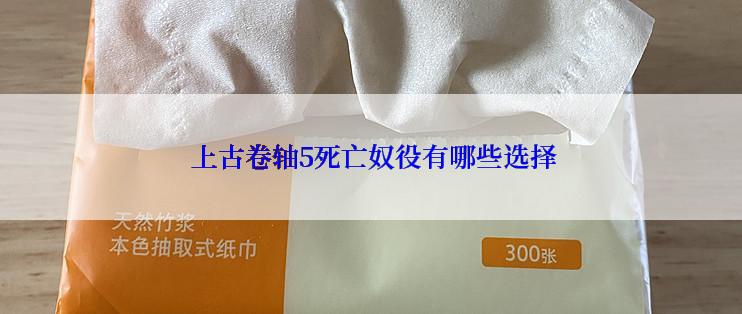 上古卷轴5死亡奴役有哪些选择
天然竹浆
本色抽取式纸巾
300张